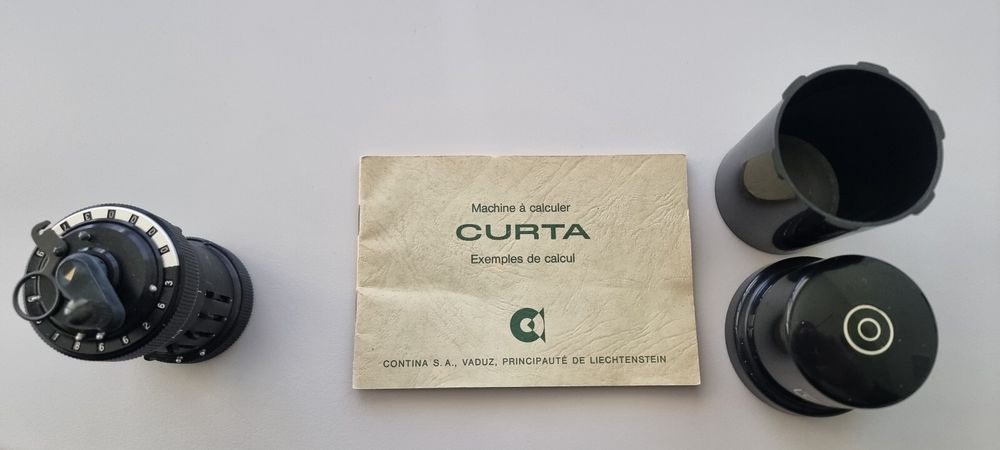 Machine à calculer
CURTA
Exemples de calcul
CONTINA S. A., VADUZ, PRINCIPAUTÉ DE LIECHTENSTEIN